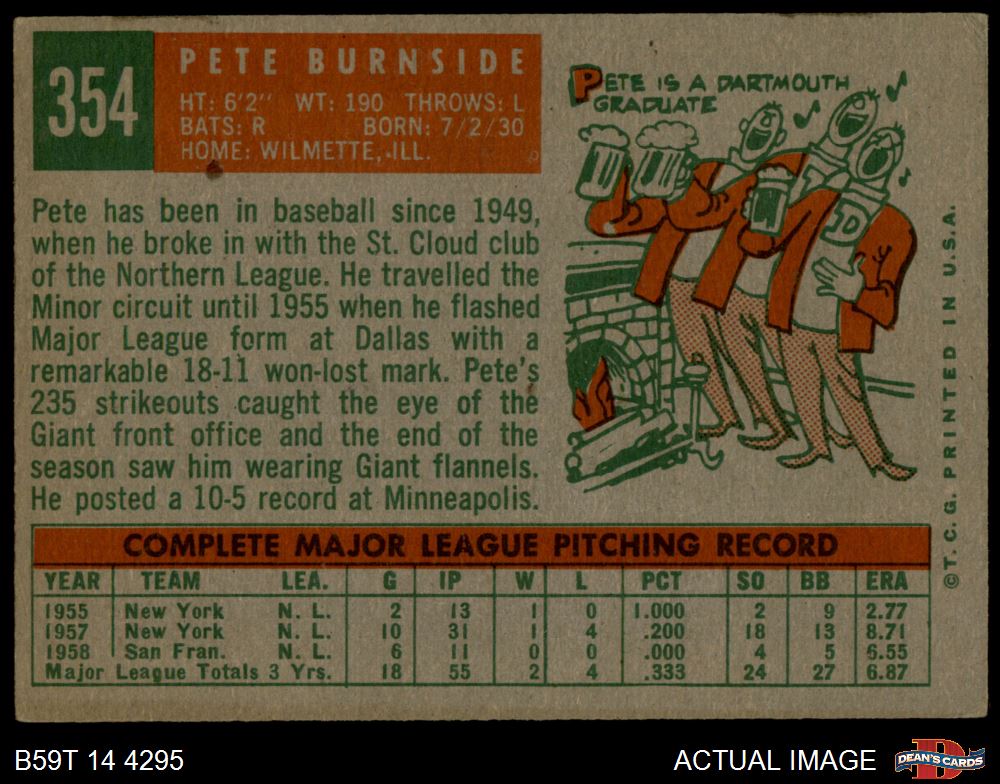 354
PETE BURNSIDE
HT: 6'2" WT: 190 THROWS: L
BATS: R BORN: 7/2/30
HOME: WILMETTE, ILL.
PETE IS A DARTMOUTH
GRADUATE
D
Pete has been in baseball since 1949,
when he broke in with the St. Cloud club
of the Northern League. He travelled the
Minor circuit until 1955 when he flashed
Major League form at Dallas with a
remarkable 18-11 won-lost mark. Pete's
235 strikeouts caught the eye of the
Giant front office and the end of the
season saw him wearing Giant flannels.
He posted a 10-5 record at Minneapolis.
©T.C.G. PRINTED IN U.S.A.
COMPLETE MAJOR LEAGUE PITCHING RECORD
YEAR TEAM LEA. G IP W L PCT SO BB ERA
1955 New York N. L. 2 13 1 0 1.000 2 9 2.77
1957 New York N. L. 10 31 1 4 .200 18 13 8.71
1958 San Fran. N. L. 6 11 0 0 .000 4 5 6.55
Major League Totals 3 Yrs. 18 55 2 4 .333 24 27 6.87
B59T 14 4295
ACTUAL IMAGE
D
DEAN'S CARDS